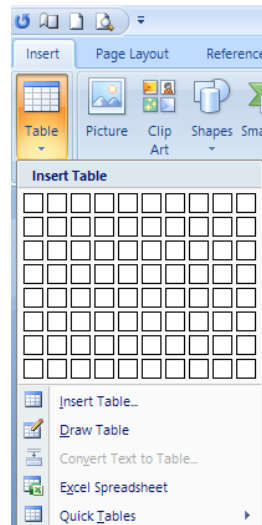 Insert Page Layout Reference
Table Picture Clip Art Shapes Sma
Insert Table
Insert Table...
Draw Table
Convert Text to Table...
Excel Spreadsheet
Quick Tables